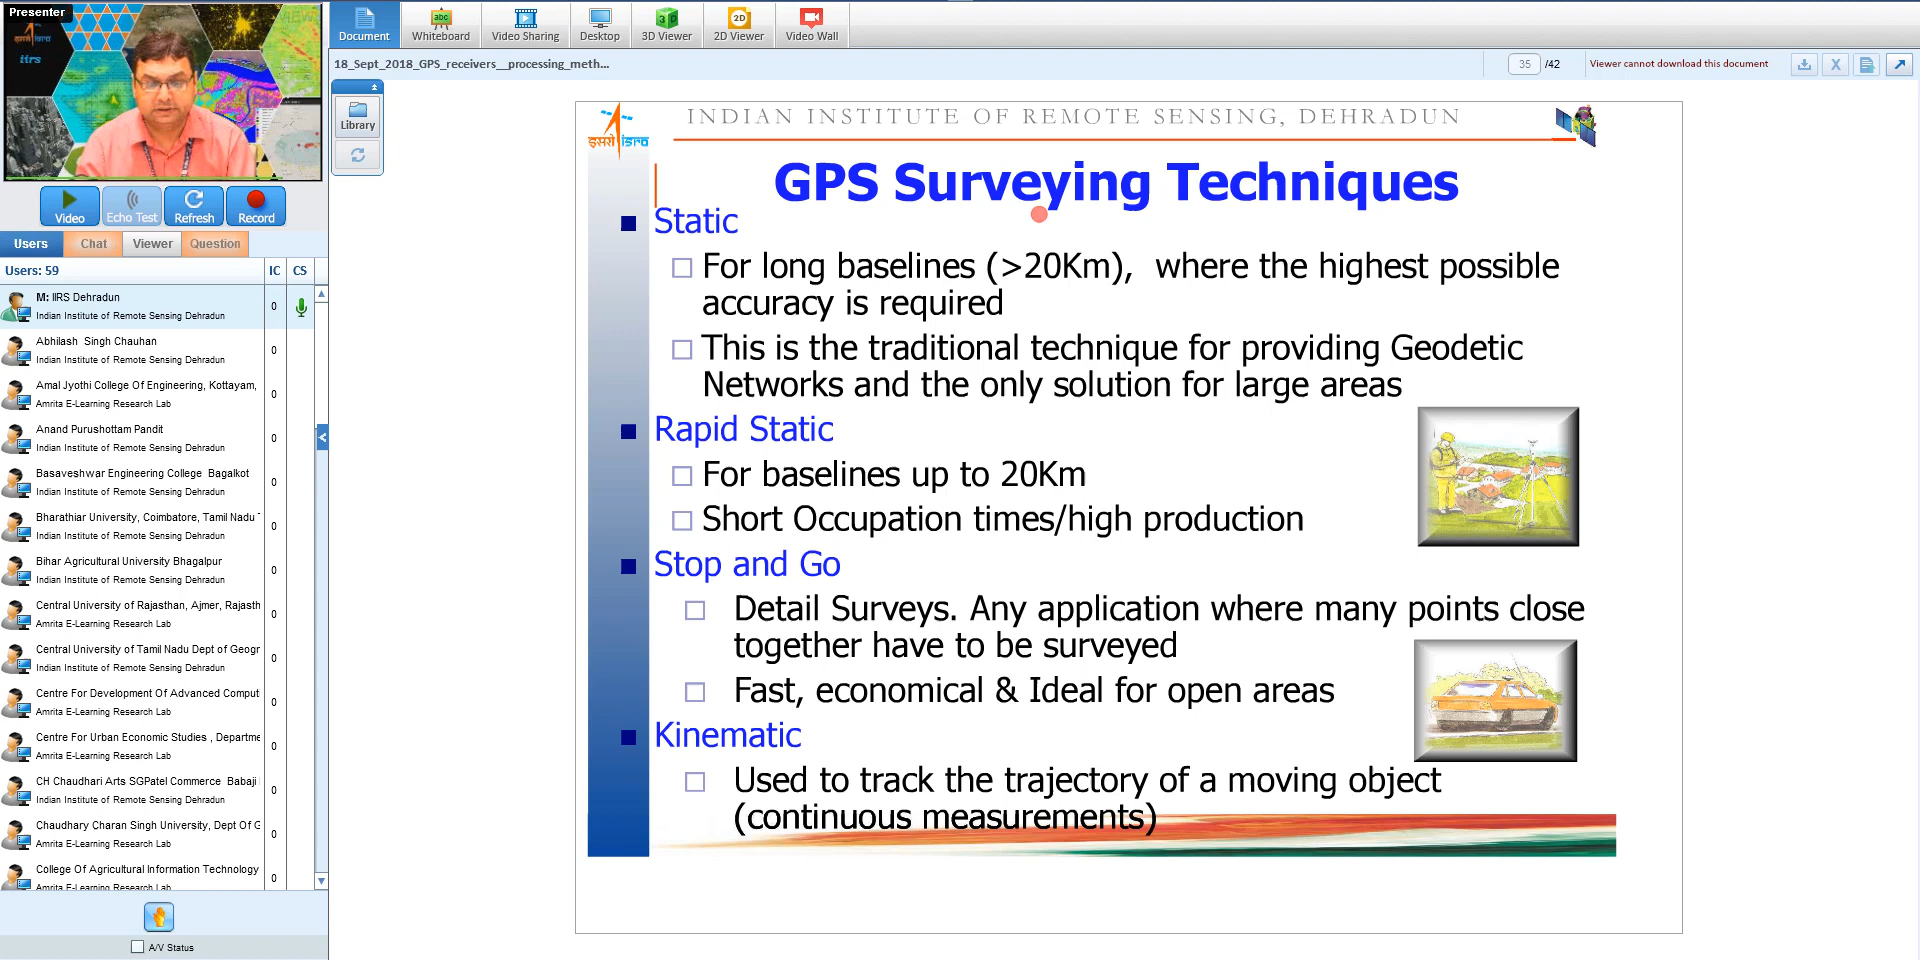 Presenter
iirs
Video
Echo Test
Refresh
Record
Users
Chat
Viewer
Question
Users: 59
IC
CS
M: IIRS Dehradun
Indian Institute of Remote Sensing Dehradun
0
Abhilash Singh Chauhan
Indian Institute of Remote Sensing Dehradun
0
Amal Jyothi College Of Engineering, Kottayam,
Amrita E-Learning Research Lab
0
Anand Purushottam Pandit
Indian Institute of Remote Sensing Dehradun
0
Basaveshwar Engineering College Bagalkot
Indian Institute of Remote Sensing Dehradun
0
Bharathiar University, Coimbatore, Tamil Nadu
Indian Institute of Remote Sensing Dehradun
0
Bihar Agricultural University Bhagalpur
Indian Institute of Remote Sensing Dehradun
0
Central University of Rajasthan, Ajmer, Rajasth
Amrita E-Learning Research Lab
0
Central University of Tamil Nadu Dept of Geogr
Indian Institute of Remote Sensing Dehradun
0
Centre For Development Of Advanced Computi
Amrita E-Learning Research Lab
0
Centre For Urban Economic Studies , Departme
Amrita E-Learning Research Lab
0
CH Chaudhari Arts SGPatel Commerce Babaji
Indian Institute of Remote Sensing Dehradun
0
Chaudhary Charan Singh University, Dept Of G
Amrita E-Learning Research Lab
0
College Of Agricultural Information Technology
Amrita E-Learning Research Lab
0
A/V Status
Document
Whiteboard
Video Sharing
Desktop
3D Viewer
2D Viewer
Video Wall
18_Sept_2018_GPS_receivers__processing_meth...
35 /42
Viewer cannot download this document
Library
INDIAN INSTITUTE OF REMOTE SENSING, DEHRADUN
इसरो isro
GPS Surveying Techniques
Static
For long baselines (>20Km), where the highest possible
accuracy is required
This is the traditional technique for providing Geodetic
Networks and the only solution for large areas
Rapid Static
For baselines up to 20Km
Short Occupation times/high production
Stop and Go
Detail Surveys. Any application where many points close
together have to be surveyed
Fast, economical & Ideal for open areas
Kinematic
Used to track the trajectory of a moving object
(continuous measurements)